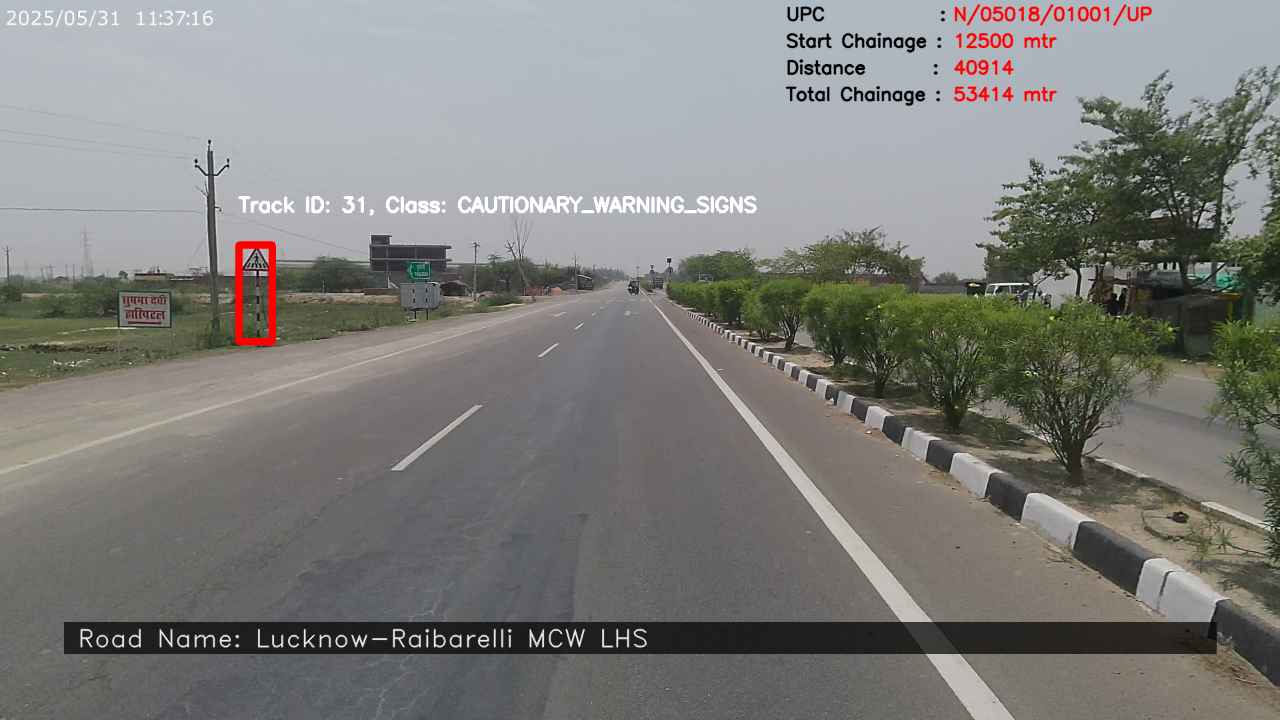 2025/05/31 11:37:16
UPC : N/05018/01001/UP
Start Chainage : 12500 mtr
Distance : 40914
Total Chainage : 53414 mtr
Track ID: 31, Class: CAUTIONARY_WARNING_SIGNS
सुषमा देवी
हॉस्पिटल
Road Name: Lucknow-Raibarelli MCW LHS